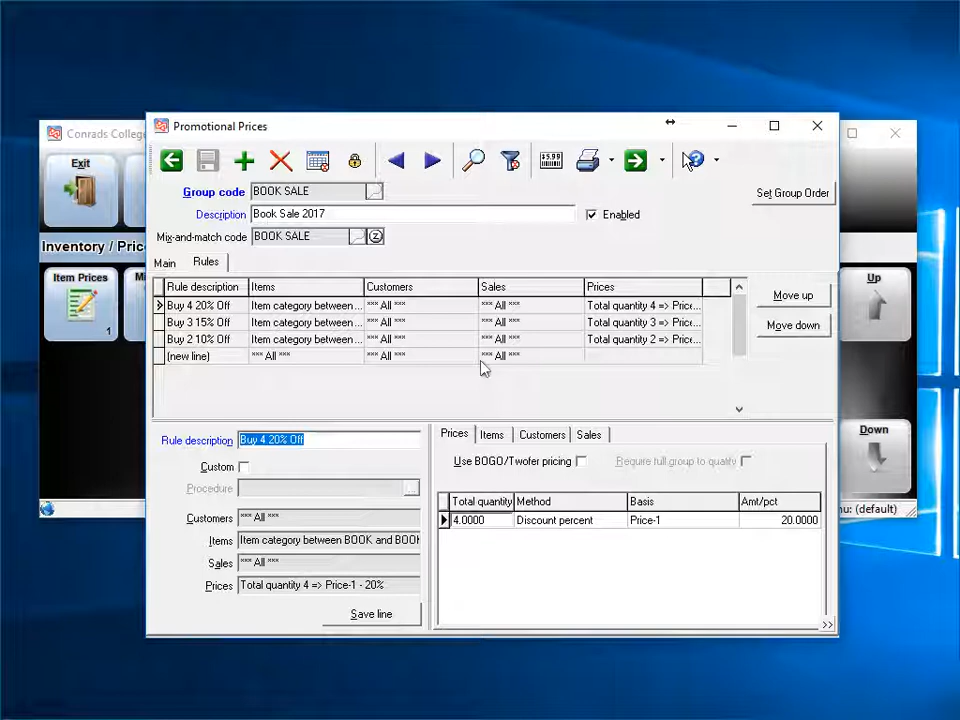 Conrads Colleg
Promotional Prices
Exit
$5.99
Group code BOOK SALE
Set Group Order
Description Book Sale 2017 Enabled
Mix-and-match code BOOK SALE
Inventory / Pric
Main Rules
Item Prices
1
Mi
Up
Rule description Items Customers Sales Prices
Buy 4 20% Off Item category between ... *** All *** *** All *** Total quantity 4 => Price...
Buy 3 15% Off Item category between ... *** All *** *** All *** Total quantity 3 => Price...
Buy 2 10% Off Item category between ... *** All *** *** All *** Total quantity 2 => Price...
(new line) *** All *** *** All *** *** All ***
Move up
Move down
Down
Rule description Buy 4 20% Off
Custom
Procedure
Customers *** All ***
Items Item category between BOOK and BOOK
Sales *** All ***
Prices Total quantity 4 => Price-1 - 20%
Save line
Prices Items Customers Sales
Use BOGO/Twofer pricing Require full group to qualify
Total quantity Method Basis Amt/pct
4.0000 Discount percent Price-1 20.0000
>>
nu: (default)